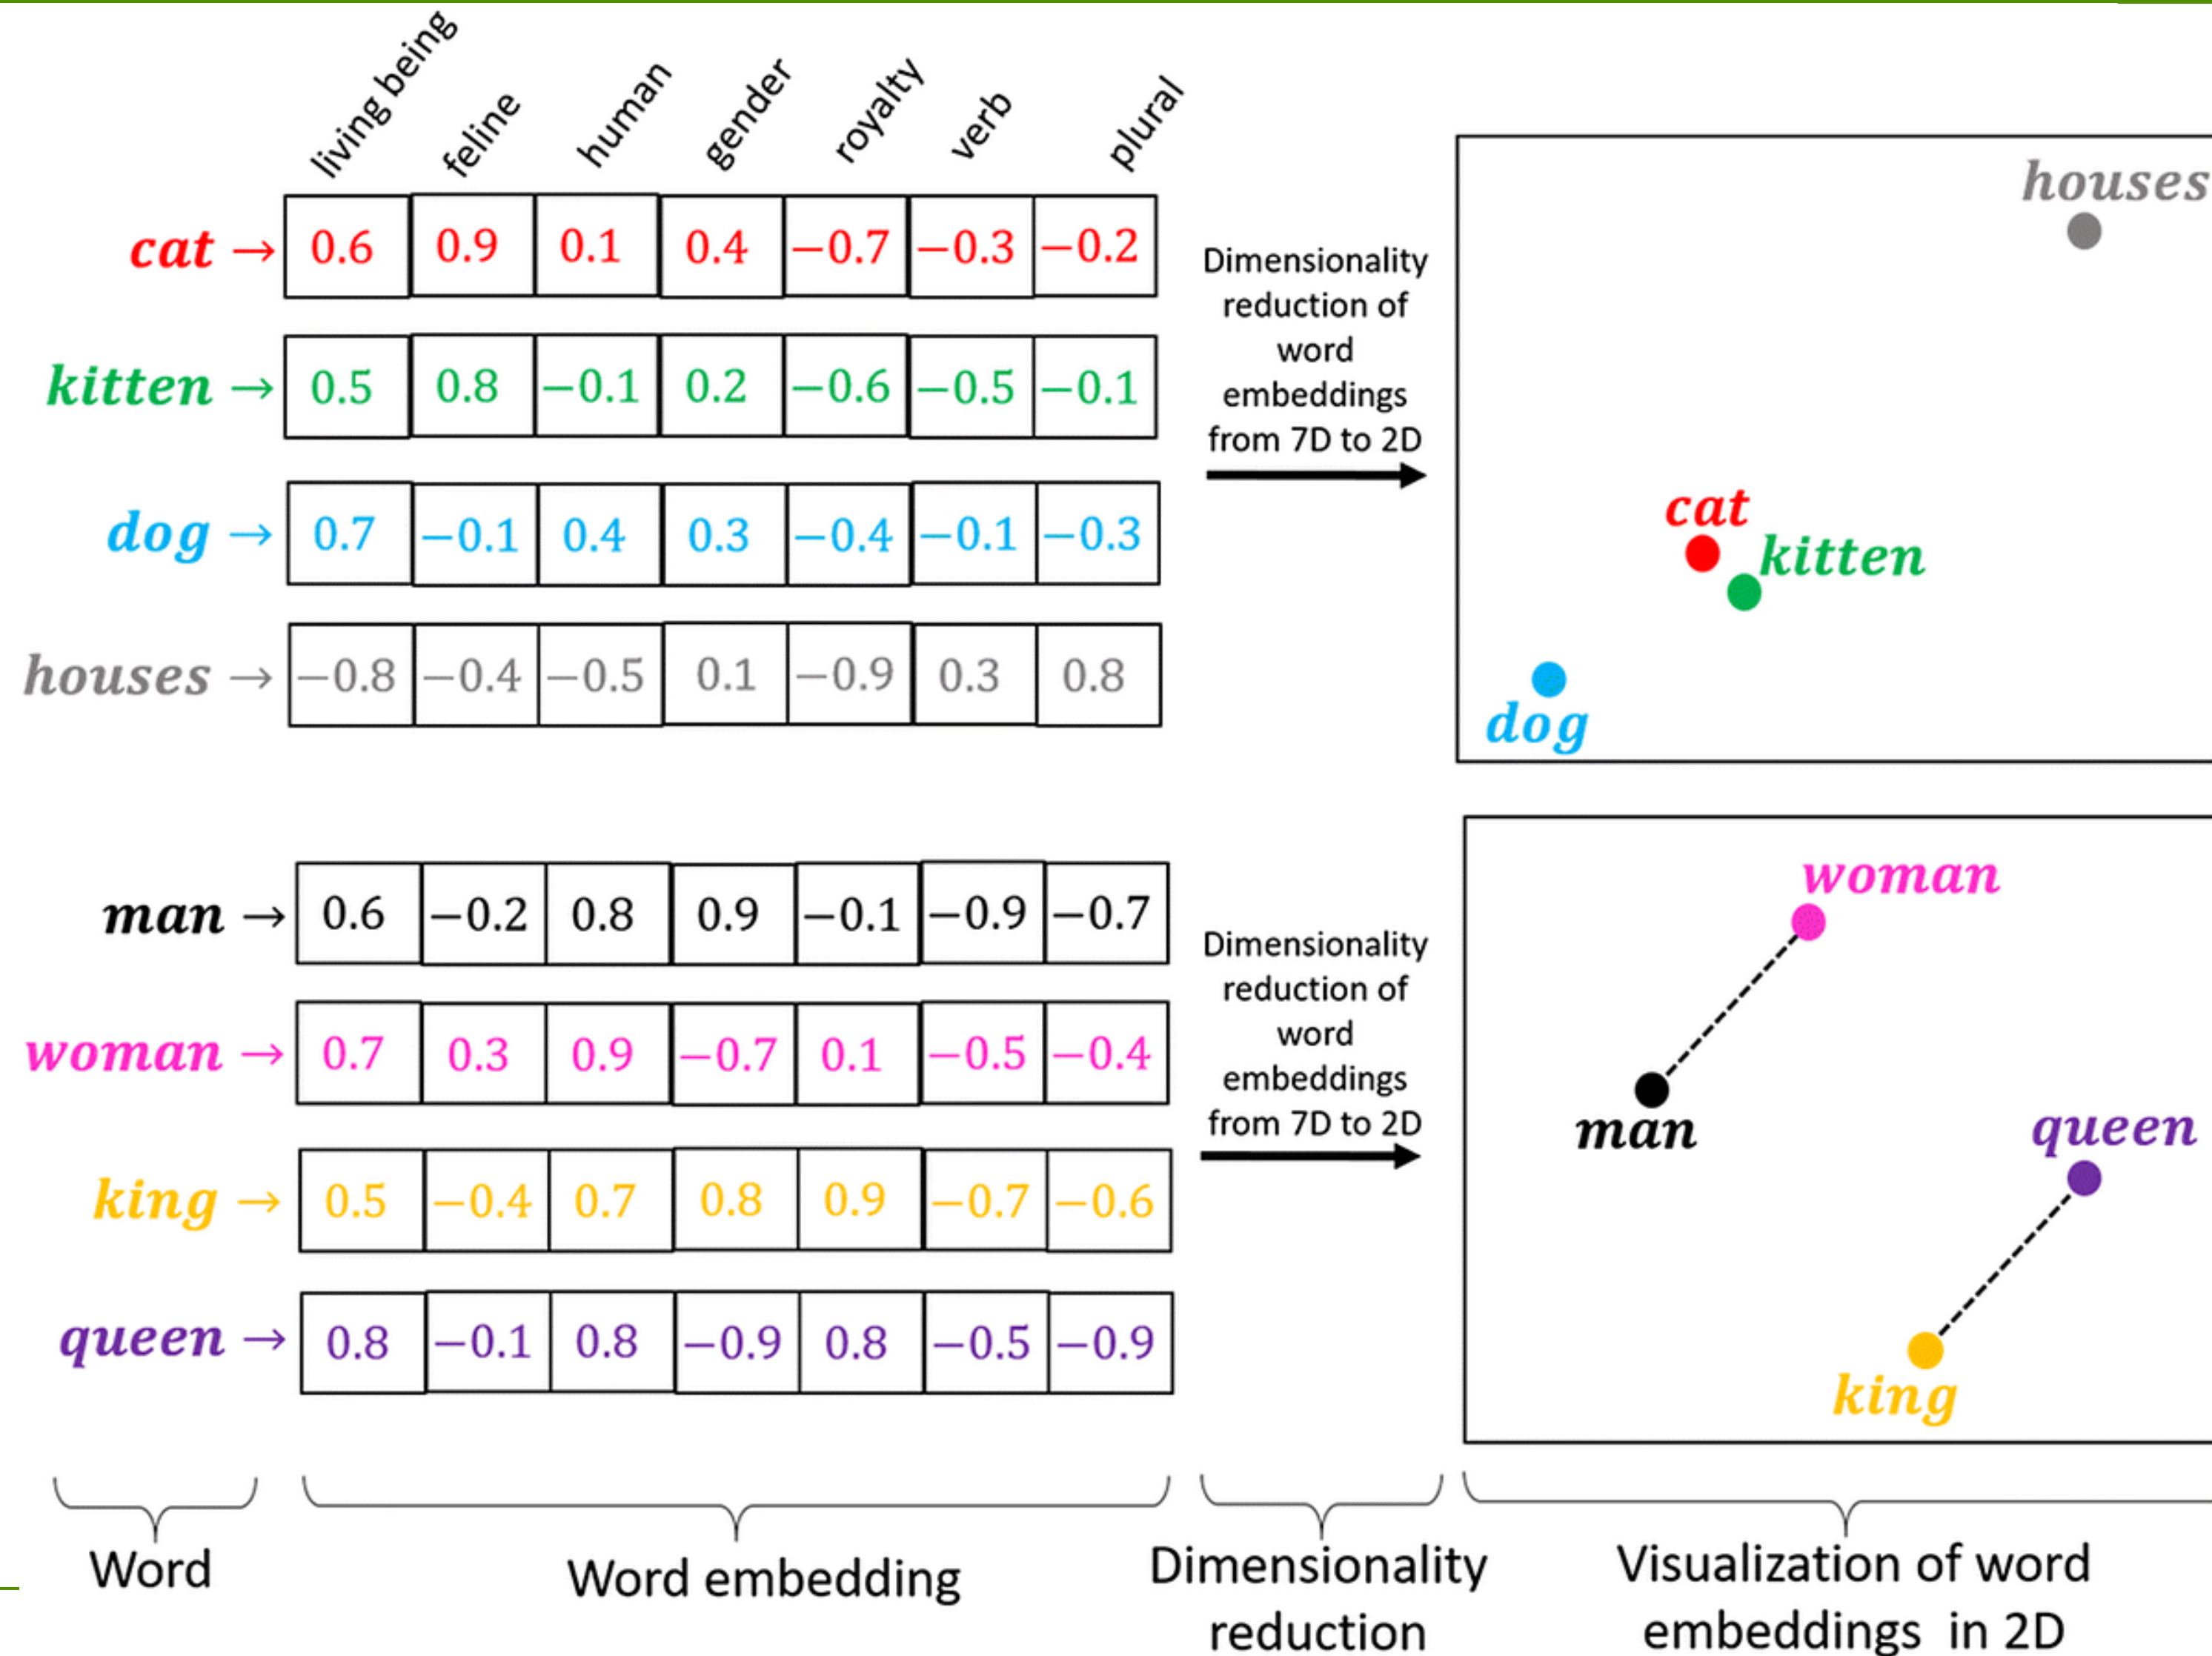 living being feline human gender royalty verb plural
cat → 0.6 0.9 0.1 0.4 −0.7 −0.3 −0.2
kitten → 0.5 0.8 −0.1 0.2 −0.6 −0.5 −0.1
dog → 0.7 −0.1 0.4 0.3 −0.4 −0.1 −0.3
houses → −0.8 −0.4 −0.5 0.1 −0.9 0.3 0.8
Dimensionality
reduction of
word
embeddings
from 7D to 2D
houses
cat
kitten
dog
man → 0.6 −0.2 0.8 0.9 −0.1 −0.9 −0.7
woman → 0.7 0.3 0.9 −0.7 0.1 −0.5 −0.4
king → 0.5 −0.4 0.7 0.8 0.9 −0.7 −0.6
queen → 0.8 −0.1 0.8 −0.9 0.8 −0.5 −0.9
Dimensionality
reduction of
word
embeddings
from 7D to 2D
woman
man
queen
king
Word
Word embedding
Dimensionality
reduction
Visualization of word
embeddings in 2D